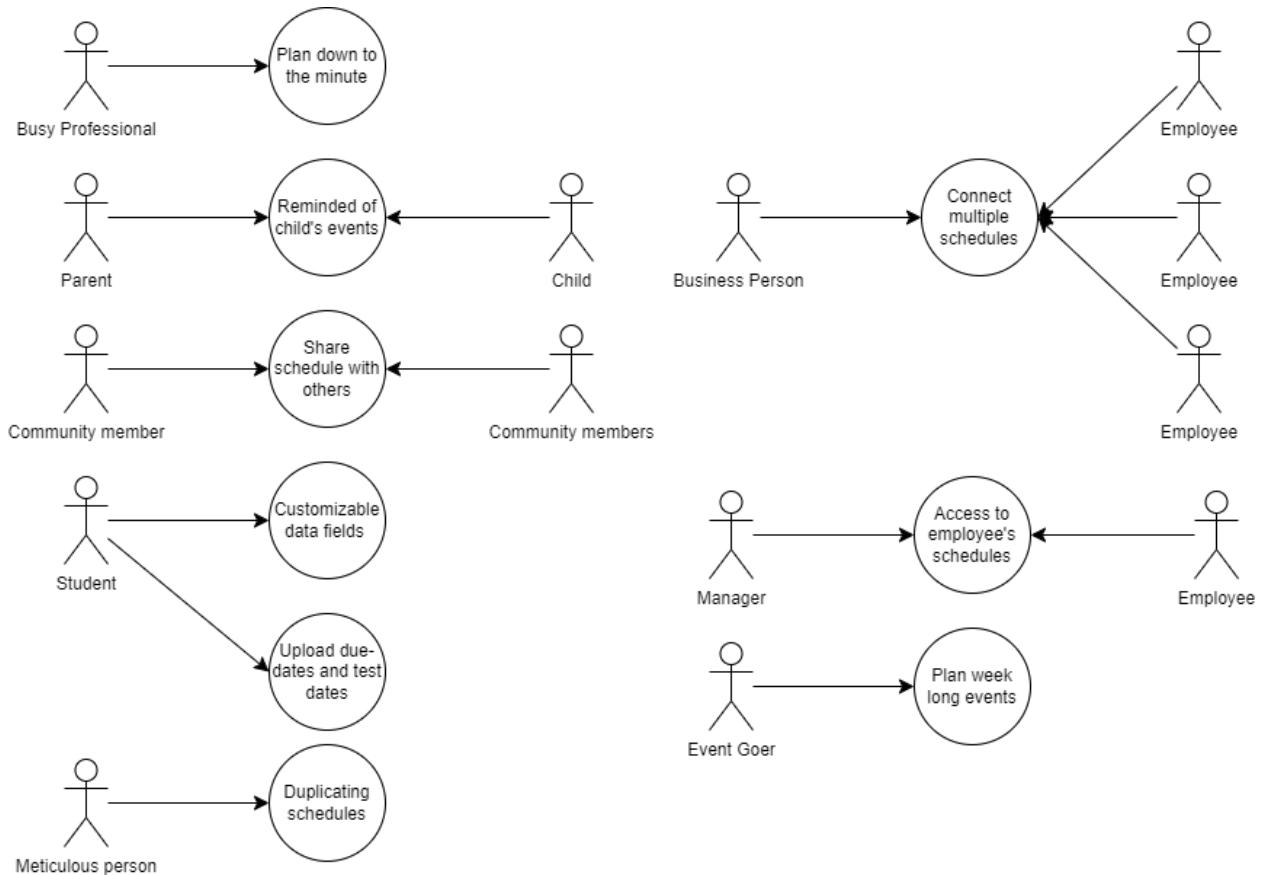 Plan down to
the minute
Busy Professional
Reminded of
child's events
Parent
Child
Share
schedule with
others
Community member
Community members
Customizable
data fields
Student
Upload due-
dates and test
dates
Duplicating
schedules
Meticulous person
Employee
Connect
multiple
schedules
Business Person
Employee
Employee
Access to
employee's
schedules
Manager
Employee
Plan week
long events
Event Goer